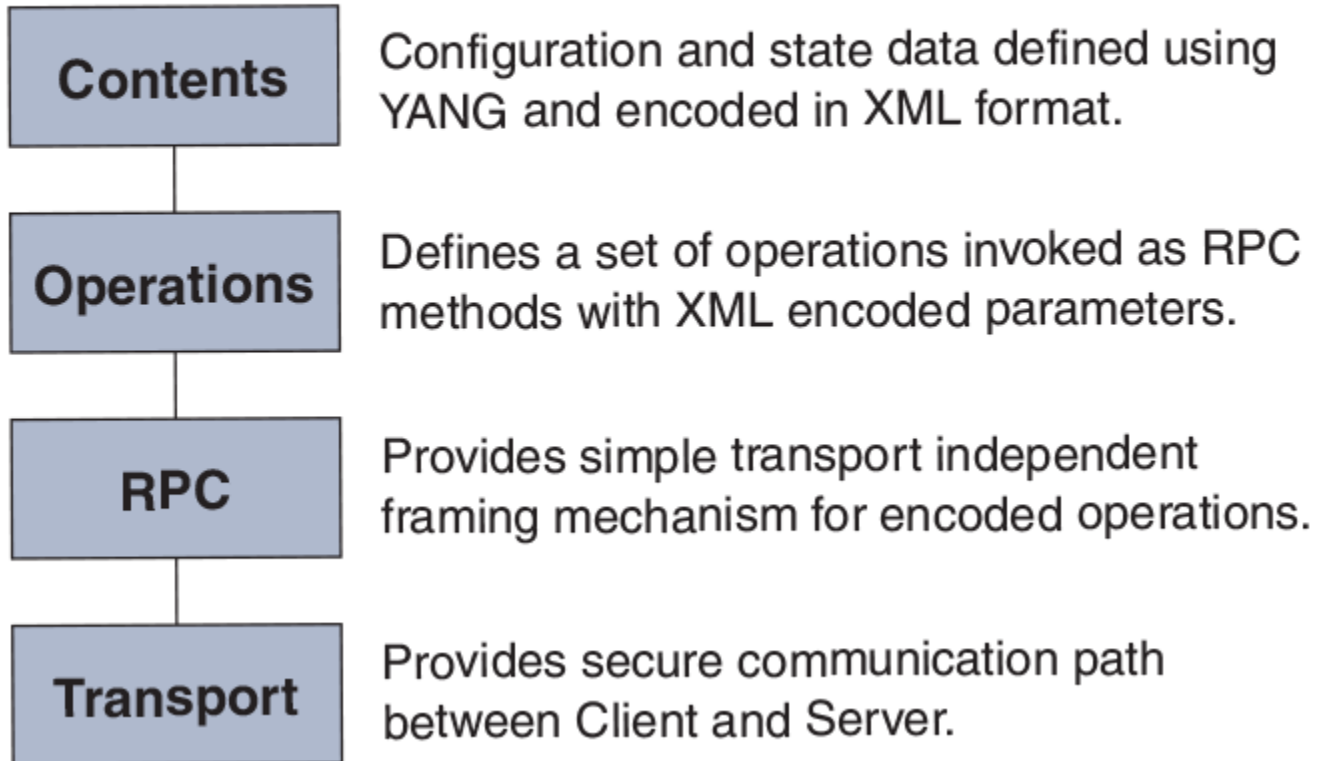 Contents
Configuration and state data defined using
YANG and encoded in XML format.
Operations
Defines a set of operations invoked as RPC
methods with XML encoded parameters.
RPC
Provides simple transport independent
framing mechanism for encoded operations.
Transport
Provides secure communication path
between Client and Server.